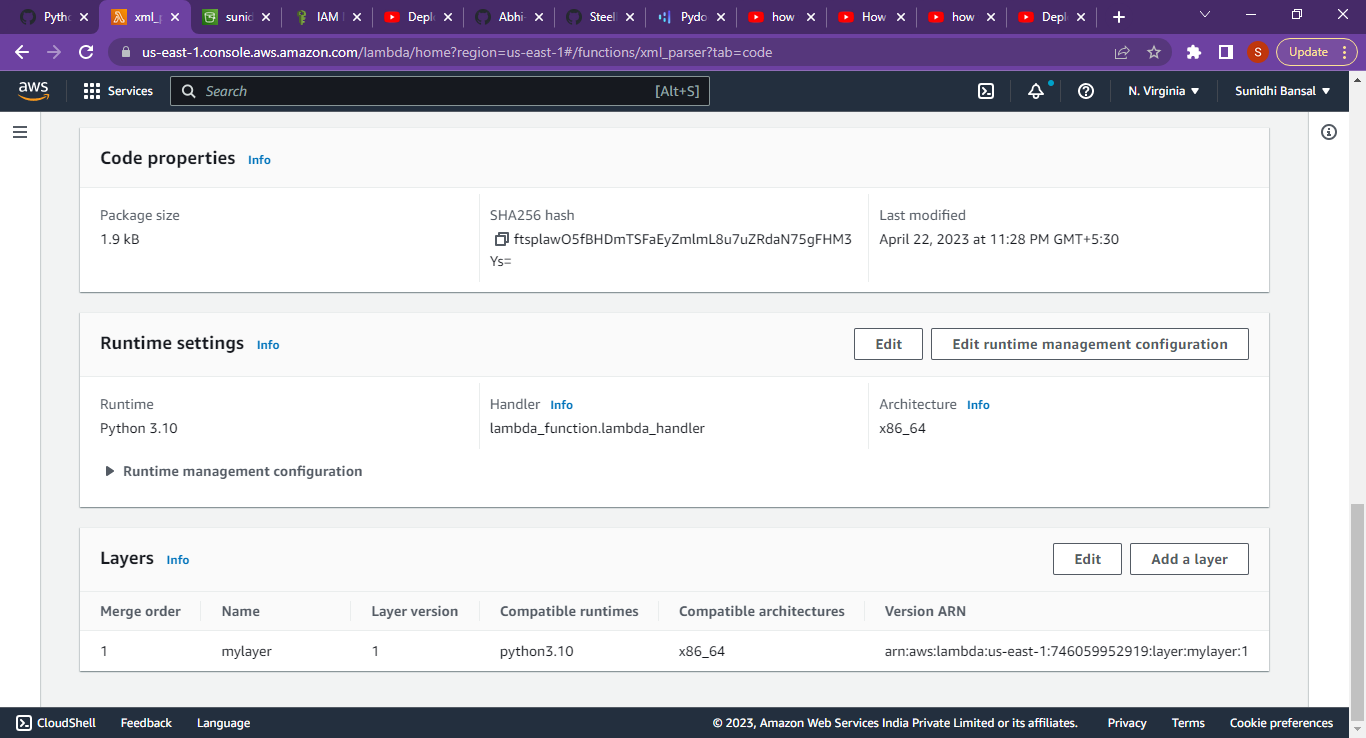 Pytho
xml_p
sunid
IAM
Deplo
Abhi-
Steel
Pydo
how
How
how
Deplo
us-east-1.console.aws.amazon.com/lambda/home?region=us-east-1#/functions/xml_parser?tab=code
S
Update
aws
Services
Search
[Alt+S]
N. Virginia
Sunidhi Bansal
Code properties Info
Package size
1.9 kB
SHA256 hash
ftsplawO5fBHDmTSFaEyZmlmL8u7uZRdaN75gFHM3
Ys=
Last modified
April 22, 2023 at 11:28 PM GMT+5:30
Runtime settings Info
Edit
Edit runtime management configuration
Runtime
Python 3.10
Handler Info
lambda_function.lambda_handler
Architecture Info
x86_64
Runtime management configuration
Layers Info
Edit
Add a layer
Merge order Name Layer version Compatible runtimes Compatible architectures Version ARN
1 mylayer 1 python3.10 x86_64 arn:aws:lambda:us-east-1:746059952919:layer:mylayer:1
CloudShell Feedback Language © 2023, Amazon Web Services India Private Limited or its affiliates. Privacy Terms Cookie preferences